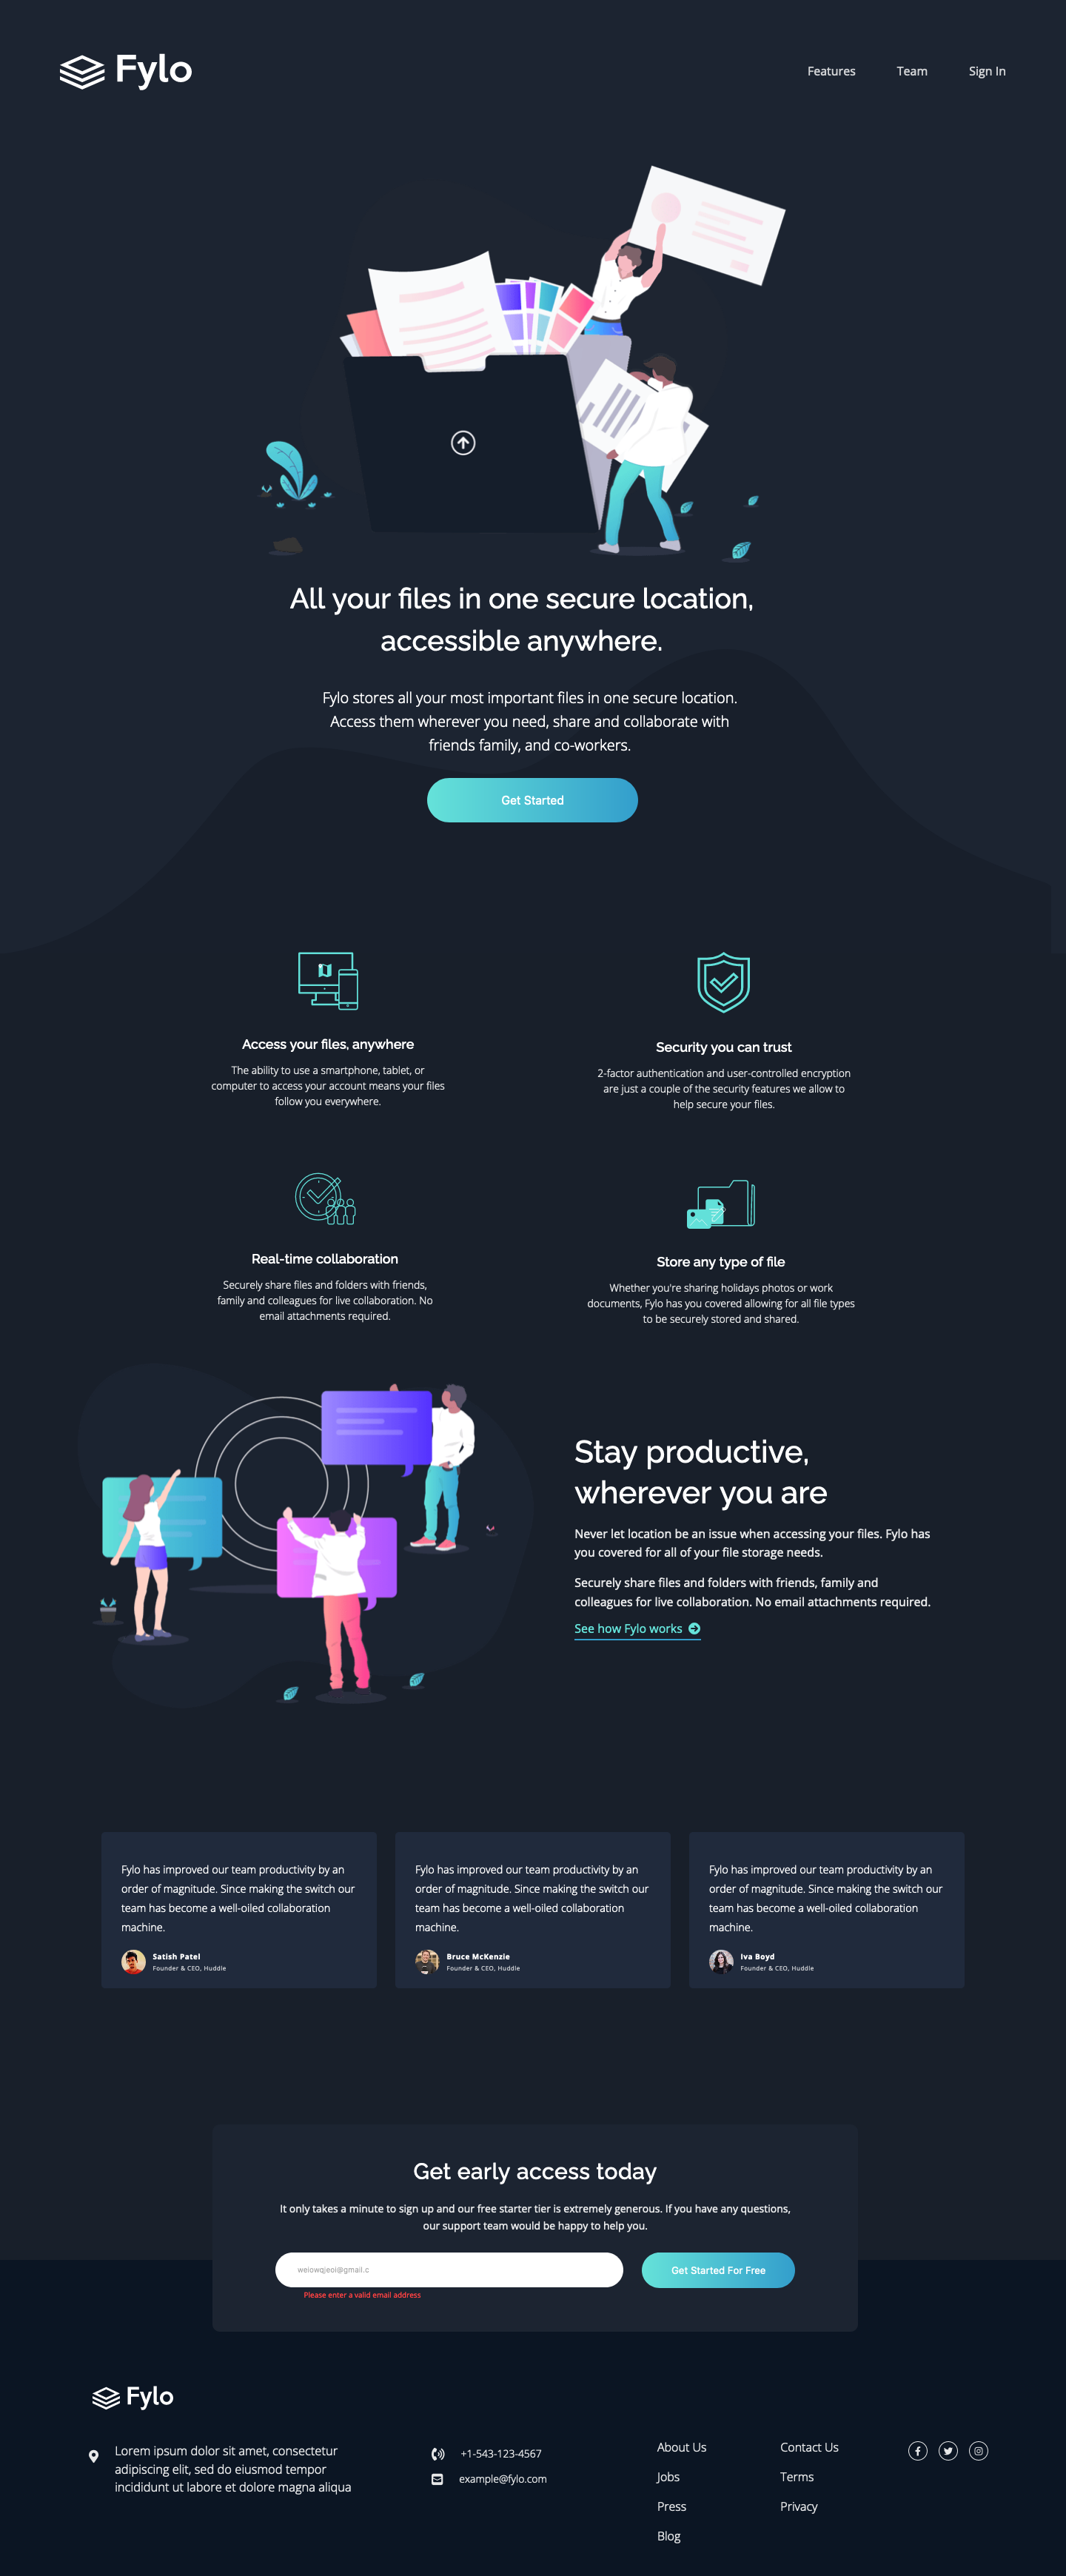 Fylo
Features
Team
Sign In
All your files in one secure location,
accessible anywhere.
Fylo stores all your most important files in one secure location.
Access them wherever you need, share and collaborate with
friends family, and co-workers.
Get Started
Access your files, anywhere
The ability to use a smartphone, tablet, or
computer to access your account means your files
follow you everywhere.
Security you can trust
2-factor authentication and user-controlled encryption
are just a couple of the security features we allow to
help secure your files.
Real-time collaboration
Securely share files and folders with friends,
family and colleagues for live collaboration. No
email attachments required.
Store any type of file
Whether you're sharing holidays photos or work
documents, Fylo has you covered allowing for all file types
to be securely stored and shared.
Stay productive,
wherever you are
Never let location be an issue when accessing your files. Fylo has
you covered for all of your file storage needs.
Securely share files and folders with friends, family and
colleagues for live collaboration. No email attachments required.
See how Fylo works
Fylo has improved our team productivity by an
order of magnitude. Since making the switch our
team has become a well-oiled collaboration
machine.
Satish Patel
Founder & CEO, Huddle
Fylo has improved our team productivity by an
order of magnitude. Since making the switch our
team has become a well-oiled collaboration
machine.
Bruce McKenzie
Founder & CEO, Huddle
Fylo has improved our team productivity by an
order of magnitude. Since making the switch our
team has become a well-oiled collaboration
machine.
Iva Boyd
Founder & CEO, Huddle
Get early access today
It only takes a minute to sign up and our free starter tier is extremely generous. If you have any questions,
our support team would be happy to help you.
weiowqjeoi@gmail.c
Get Started For Free
Please enter a valid email address
Fylo
Lorem ipsum dolor sit amet, consectetur
adipiscing elit, sed do eiusmod tempor
incididunt ut labore et dolore magna aliqua
+1-543-123-4567
example@fylo.com
About Us
Jobs
Press
Blog
Contact Us
Terms
Privacy